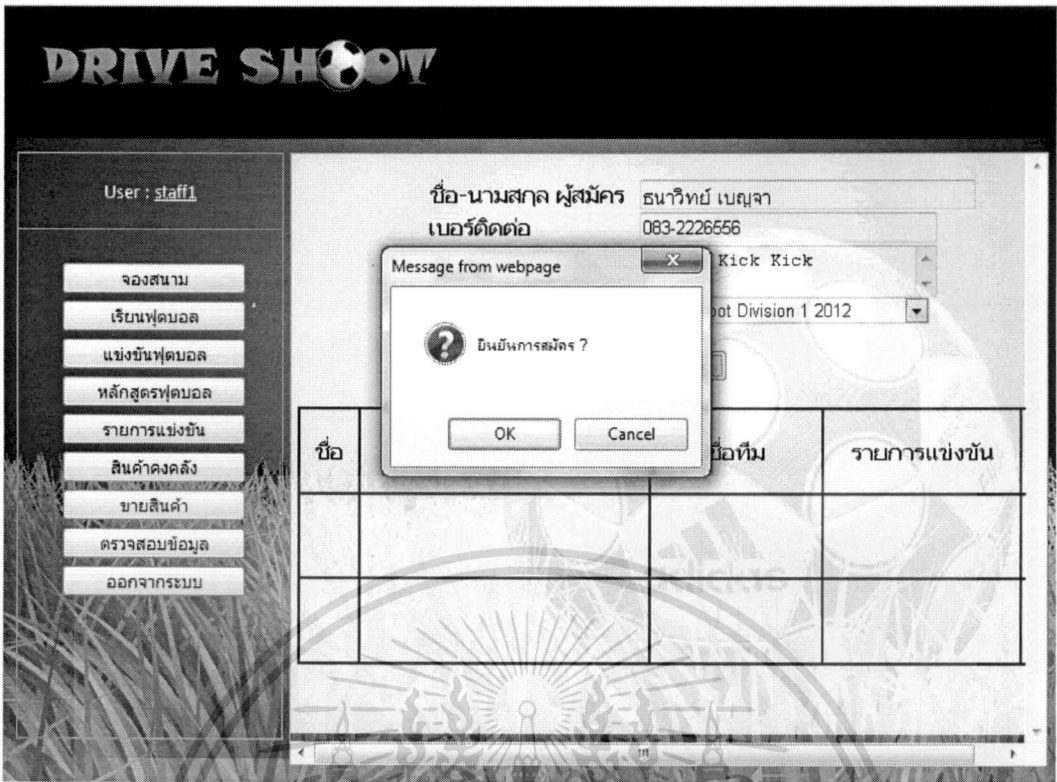 DRIVE SHOOT
User : staff1
จองสนาม
เรียนฟุตบอล
แข่งขันฟุตบอล
หลักสูตรฟุตบอล
รายการแข่งขัน
สินค้าคงคลัง
ขายสินค้า
ตรวจสอบข้อมูล
ออกจากระบบ
ชื่อ-นามสกุล ผู้สมัคร ธนาวิทย์ เบญจา
เบอร์ติดต่อ 083-2226556
Kick Kick
Division 1 2012
Message from webpage
ยืนยันการสมัคร ?
OK Cancel
ชื่อ ชื่อทีม รายการแข่งขัน
adidas